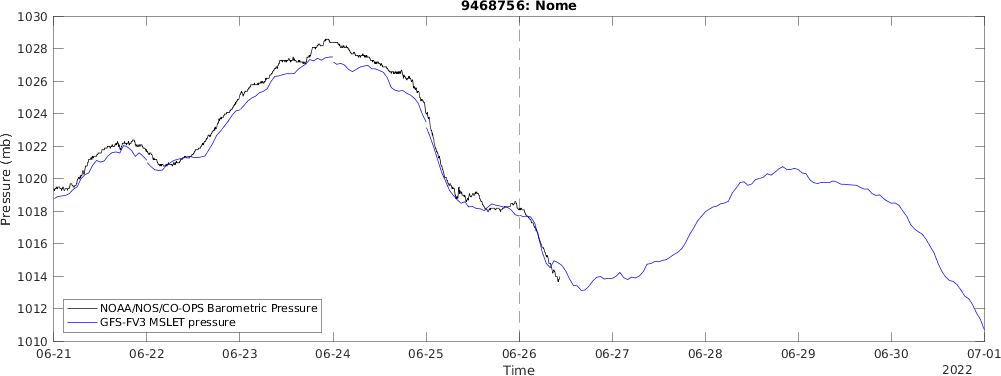 9468756: Nome
1030
1028
1026
1024
1022
1020
1018
1016
1014
1012
1010
Pressure (mb)
NOAA/NOS/CO-OPS Barometric Pressure
GFS-FV3 MSLET pressure
06-21 06-22 06-23 06-24 06-25 06-26 06-27 06-28 06-29 06-30 07-01
Time
2022